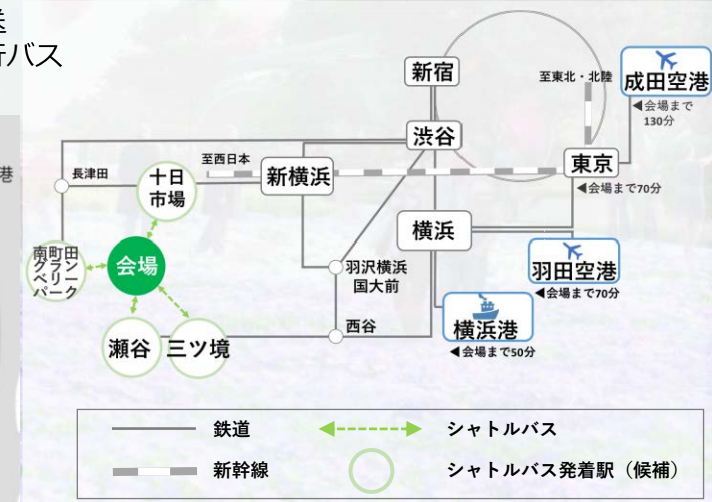 送
行バス
港
新宿
至東北・北陸
成田空港
◀会場まで
130分
渋谷
至西日本
長津田
十日
市場
新横浜
東京
◀会場まで70分
横浜
南町田
グランベリー
パーク
会場
羽沢横浜
国大前
羽田空港
◀会場まで70分
西谷
横浜港
◀会場まで50分
瀬谷
三ツ境
鉄道
シャトルバス
新幹線
シャトルバス発着駅（候補）